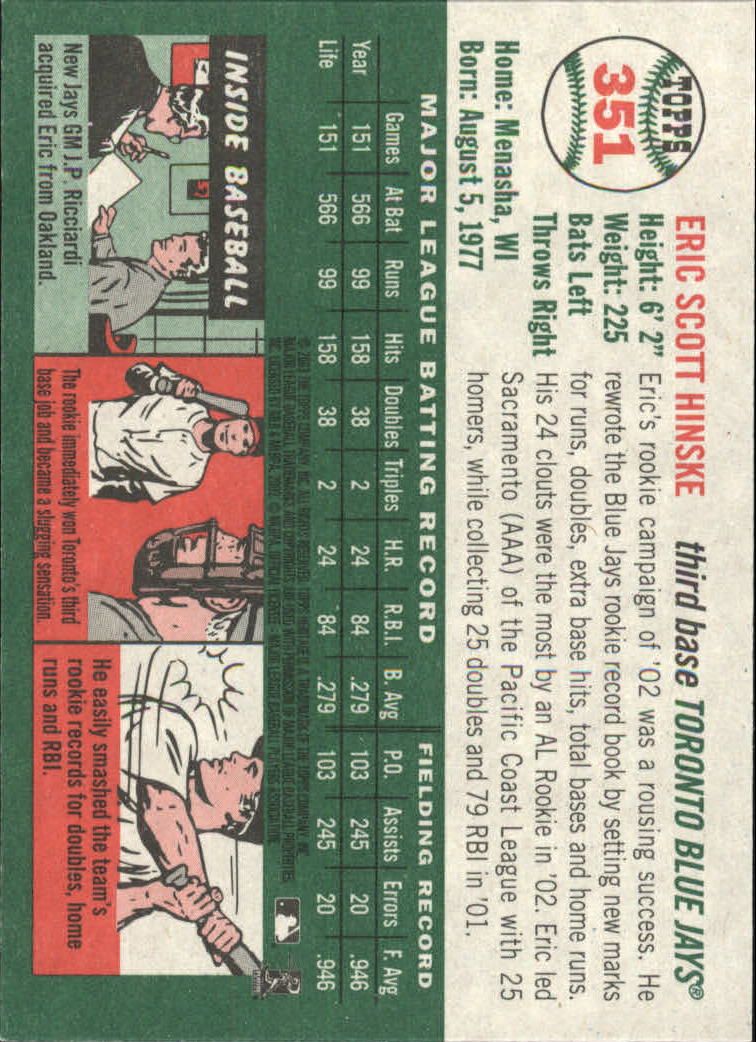 TOPPS
351
ERIC SCOTT HINSKE third base TORONTO BLUE JAYS®
Height: 6' 2"
Weight: 225
Bats Left
Throws Right
Home: Menasha, WI
Born: August 5, 1977
Eric's rookie campaign of '02 was a rousing success. He
rewrote the Blue Jays rookie record book by setting new marks
for runs, doubles, extra base hits, total bases and home runs.
His 24 clouts were the most by an AL Rookie in '02. Eric led
Sacramento (AAA) of the Pacific Coast League with 25
homers, while collecting 25 doubles and 79 RBI in '01.
MAJOR LEAGUE BATTING RECORD FIELDING RECORD
Year Games At Bat Runs Hits Doubles Triples H.R. R.B.I. B. Avg P.O. Assists Errors F. Avg
Year 151 566 99 158 38 2 24 84 .279 103 245 20 .946
Life 151 566 99 158 38 2 24 84 .279 103 245 20 .946
INSIDE BASEBALL
New Jays GM J.P. Ricciardi
acquired Eric from Oakland.
The rookie immediately won Toronto's third
base job and became a slugging sensation.
He easily smashed the team's
rookie records for doubles, home
runs and RBI.